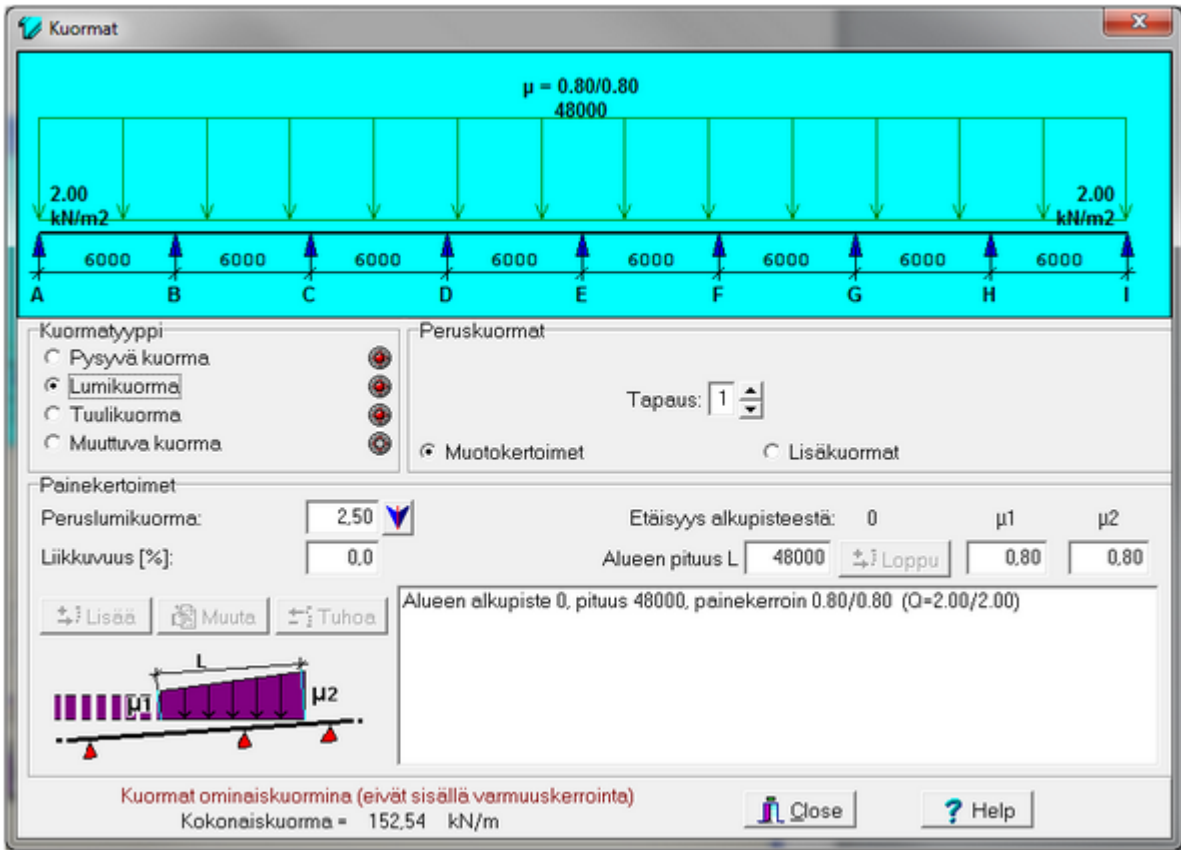 Kuormat
x
µ = 0.80/0.80
48000
2.00
kN/m2
2.00
kN/m2
6000 6000 6000 6000 6000 6000 6000 6000
A B C D E F G H I
Kuormatyyppi
Pysyvä kuorma
Lumikuorma
Tuulikuorma
Muuttuva kuorma
Peruskuormat
Tapaus: 1
Muotokertoimet
Lisäkuormat
Painekertoimet
Peruslumikuorma: 2,50
Liikkuvuus [%]: 0,0
Etäisyys alkupisteestä: 0 µ1 µ2
Alueen pituus L 48000 Loppu 0,80 0,80
Lisää Muuta Tuhoa
Alueen alkupiste 0, pituus 48000, painekerroin 0.80/0.80 (Q=2.00/2.00)
L
µ1
µ2
Kuormat ominaiskuormina (eivät sisällä varmuuskerrointa)
Kokonaiskuorma = 152,54 kN/m
Close
? Help